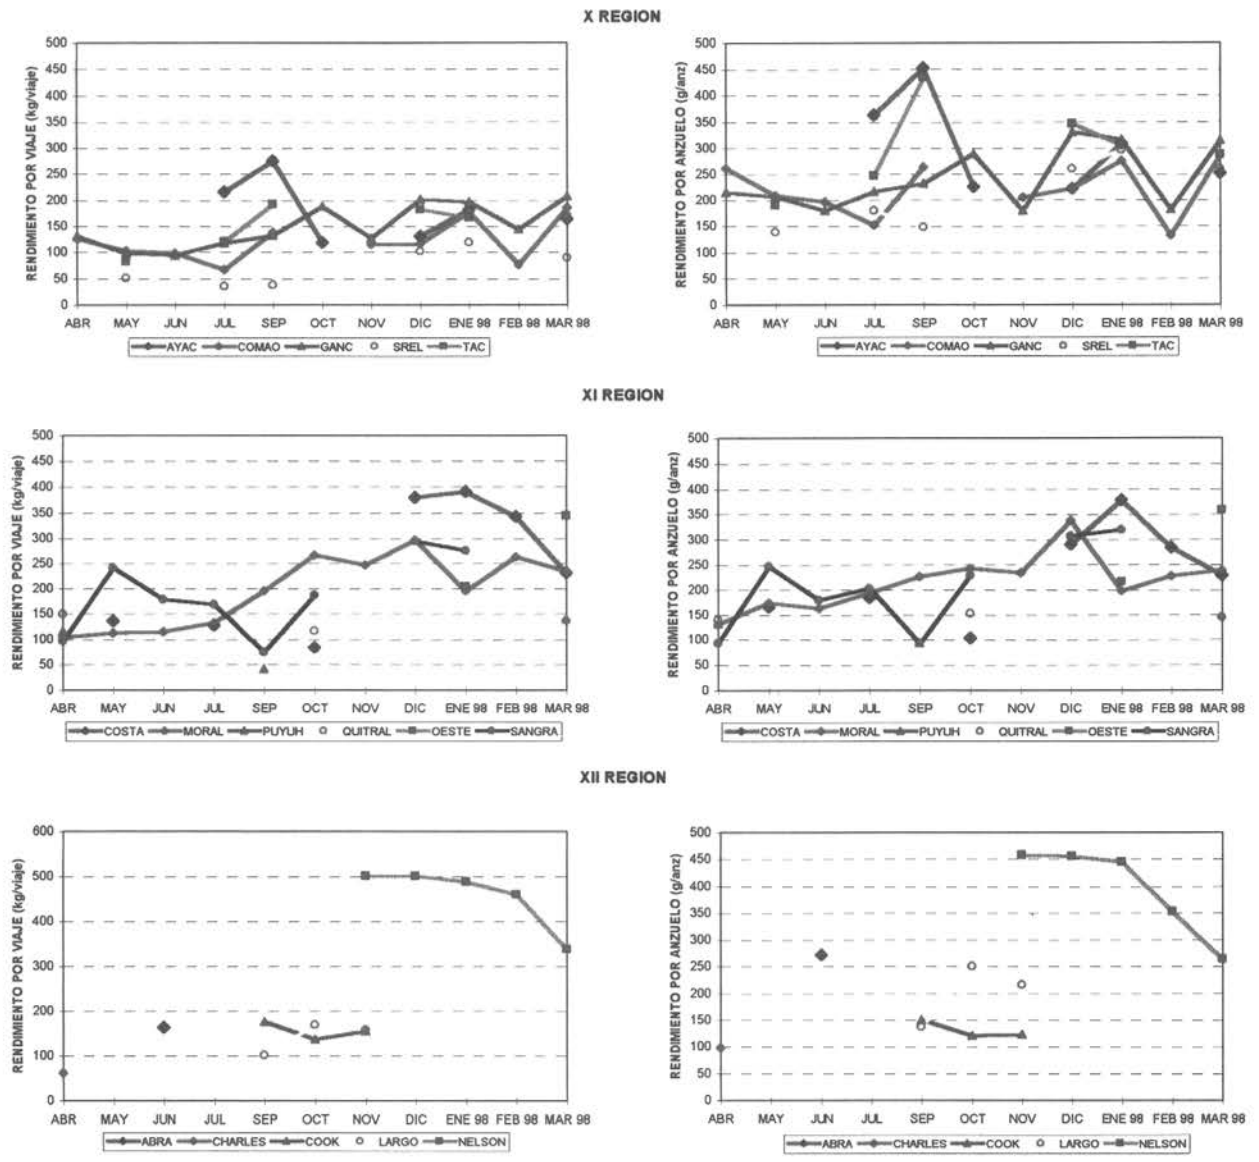 X REGION
RENDIMIENTO POR VIAJE (kg/viaje)
500
450
400
350
300
250
200
150
100
50
0
ABR MAY JUN JUL SEP OCT NOV DIC ENE 98 FEB 98 MAR 98
AYAC COMAO GANC SREL TAC
RENDIMIENTO POR ANZUELO (g/anz)
500
450
400
350
300
250
200
150
100
50
0
ABR MAY JUN JUL SEP OCT NOV DIC ENE 98 FEB 98 MAR 98
AYAC COMAO GANC SREL TAC
XI REGION
RENDIMIENTO POR VIAJE (kg/viaje)
500
450
400
350
300
250
200
150
100
50
0
ABR MAY JUN JUL SEP OCT NOV DIC ENE 98 FEB 98 MAR 98
COSTA MORAL PUYUH QUITRAL OESTE SANGRA
RENDIMIENTO POR ANZUELO (g/anz)
500
450
400
350
300
250
200
150
100
50
0
ABR MAY JUN JUL SEP OCT NOV DIC ENE 98 FEB 98 MAR 98
COSTA MORAL PUYUH QUITRAL OESTE SANGRA
XII REGION
RENDIMIENTO POR VIAJE (kg/viaje)
600
500
400
300
200
100
0
ABR MAY JUN JUL SEP OCT NOV DIC ENE 98 FEB 98 MAR 98
ABRA CHARLES COOK LARGO NELSON
RENDIMIENTO POR ANZUELO (g/anz)
500
450
400
350
300
250
200
150
100
50
0
ABR MAY JUN JUL SEP OCT NOV DIC ENE 98 FEB 98 MAR 98
ABRA CHARLES COOK LARGO NELSON